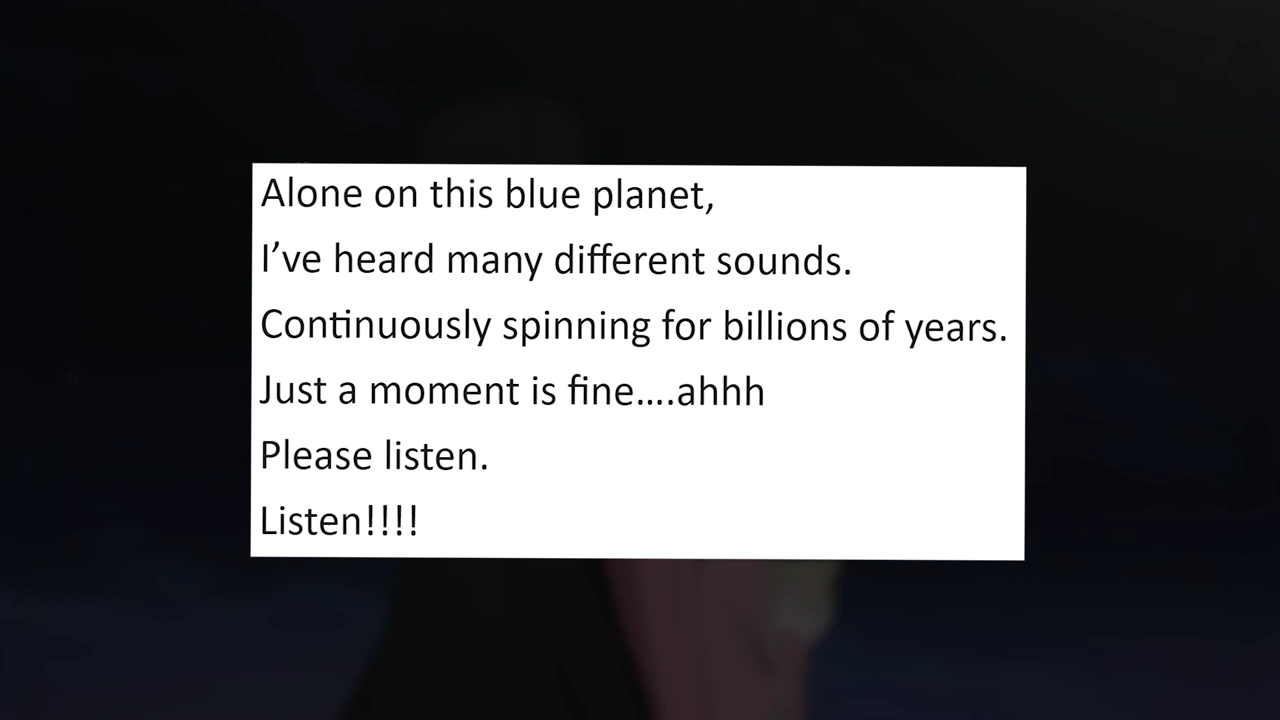 Alone on this blue planet,
I’ve heard many different sounds.
Continuously spinning for billions of years.
Just a moment is fine....ahhh
Please listen.
Listen!!!!